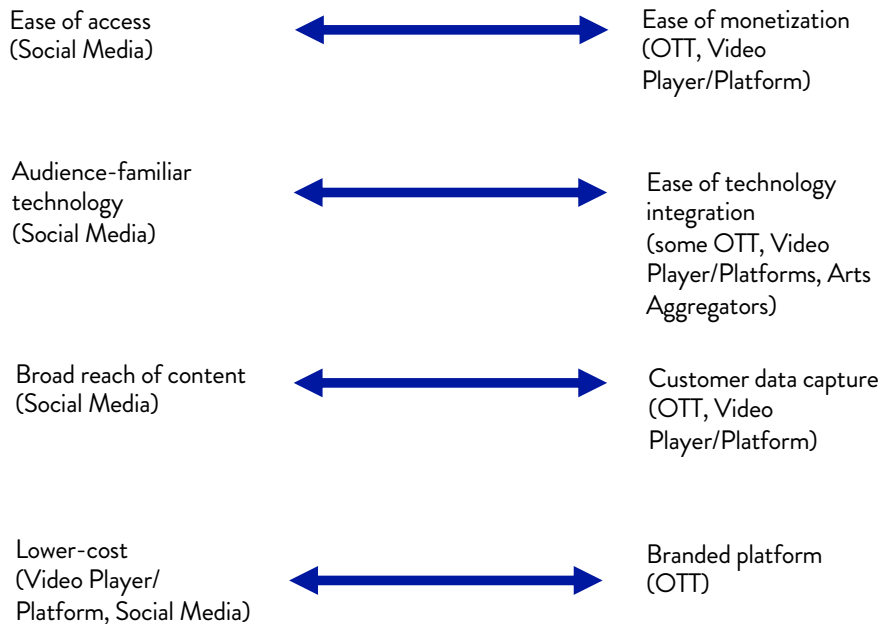 Ease of access
(Social Media)
Ease of monetization
(OTT, Video
Player/Platform)
Audience-familiar
technology
(Social Media)
Ease of technology
integration
(some OTT, Video
Player/Platforms, Arts
Aggregators)
Broad reach of content
(Social Media)
Customer data capture
(OTT, Video
Player/Platform)
Lower-cost
(Video Player/
Platform, Social Media)
Branded platform
(OTT)